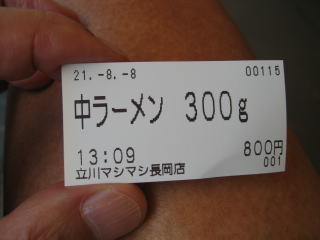 21.-8.-8 00115
中ラーメン 300g
13:09 800円
001
立川マシマシ長岡店